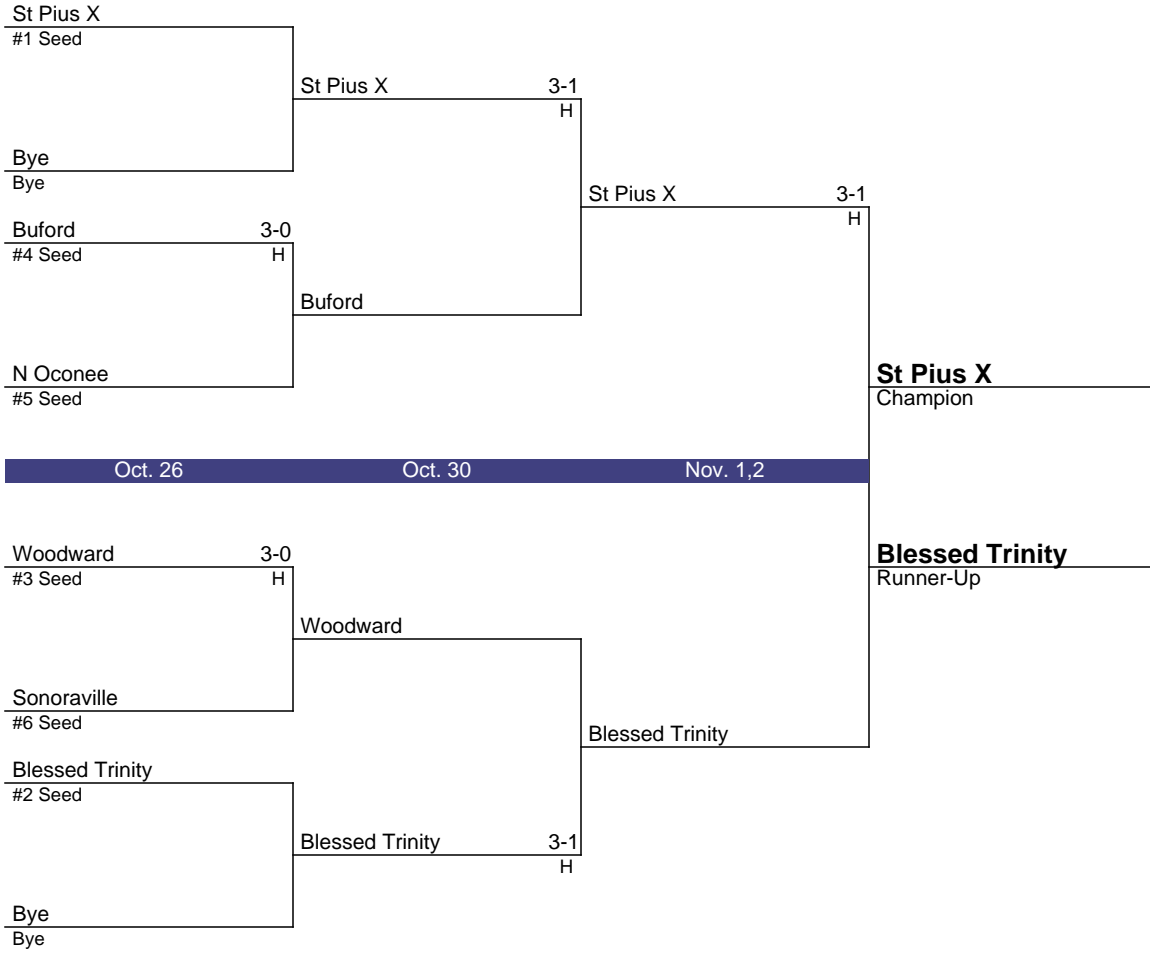 St Pius X
#1 Seed
St Pius X 3-1
H
Bye
Bye
St Pius X 3-1
H
Buford 3-0
#4 Seed H
Buford
N Oconee
#5 Seed
St Pius X
Champion
Oct. 26 Oct. 30 Nov. 1,2
Woodward 3-0
#3 Seed H
Blessed Trinity
Runner-Up
Woodward
Sonoraville
#6 Seed
Blessed Trinity
Blessed Trinity
#2 Seed
Blessed Trinity 3-1
H
Bye
Bye